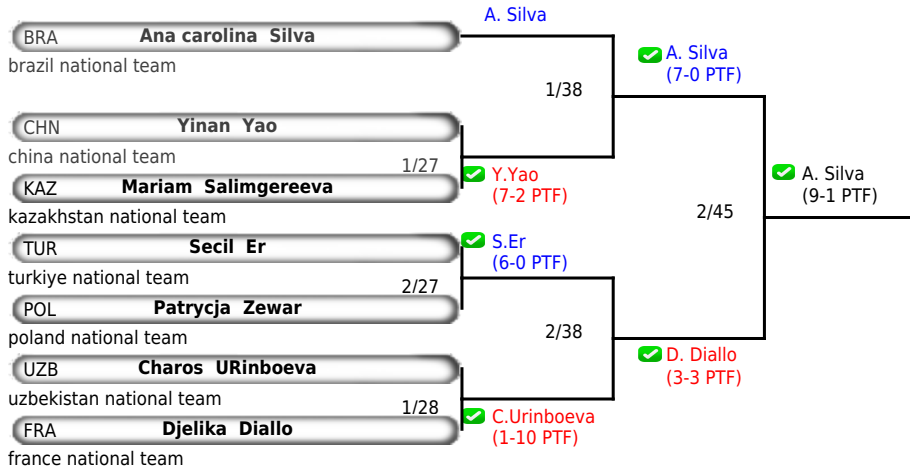 A. Silva
BRA Ana carolina Silva
brazil national team
A. Silva
(7-0 PTF)
1/38
CHN Yinan Yao
china national team
1/27
KAZ Mariam Salimgereeva
kazakhstan national team
Y.Yao
(7-2 PTF)
A. Silva
(9-1 PTF)
2/45
TUR Secil Er
turkiye national team
S.Er
(6-0 PTF)
2/27
POL Patrycja Zewar
poland national team
2/38
UZB Charos URinboeva
uzbekistan national team
D. Diallo
(3-3 PTF)
1/28
FRA Djelika Diallo
france national team
C.Urinboeva
(1-10 PTF)